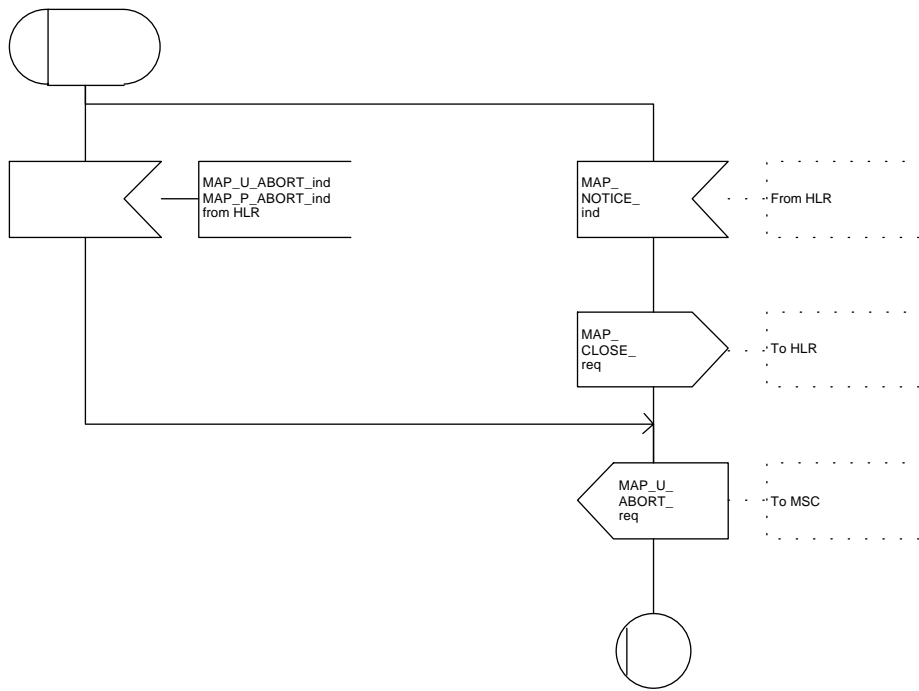 MAP_U_ABORT_ind
MAP_P_ABORT_ind
from HLR
MAP_
NOTICE_
ind
From HLR
MAP_
CLOSE_
req
To HLR
MAP_U_
ABORT_
req
To MSC